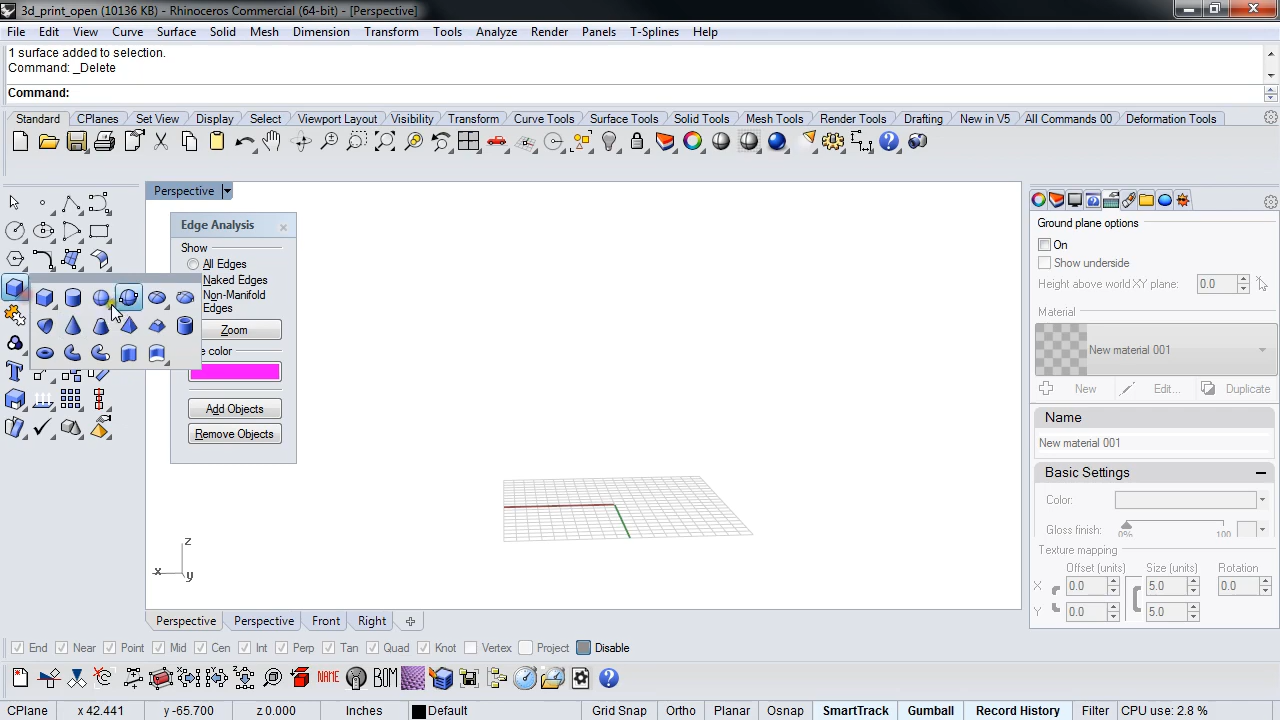 3d_print_open (10136 KB) - Rhinoceros Commercial (64-bit) - [Perspective]
File Edit View Curve Surface Solid Mesh Dimension Transform Tools Analyze Render Panels T-Splines Help
1 surface added to selection.
Command: _Delete
Command:
Standard CPlanes Set View Display Select Viewport Layout Visibility Transform Curve Tools Surface Tools Solid Tools Mesh Tools Render Tools Drafting New in V5 All Commands 00 Deformation Tools
Perspective
Edge Analysis
Show
All Edges
Naked Edges
Non-Manifold
Edges
Zoom
color
Add Objects
Remove Objects
Ground plane options
On
Show underside
Height above world XY plane: 0.0
Material
New material 001
New Edit... Duplicate
Name
New material 001
Basic Settings
Color:
Gloss finish: 0% 100
Texture mapping
Offset (units) Size (units) Rotation
X 0.0 5.0 0.0
Y 0.0 5.0
z
x
y
Perspective Perspective Front Right
End Near Point Mid Cen Int Perp Tan Quad Knot Vertex Project Disable
NAME BOM
CPlane x 42.441 y -65.700 z 0.000 Inches Default Grid Snap Ortho Planar Osnap SmartTrack Gumball Record History Filter CPU use: 2.8 %